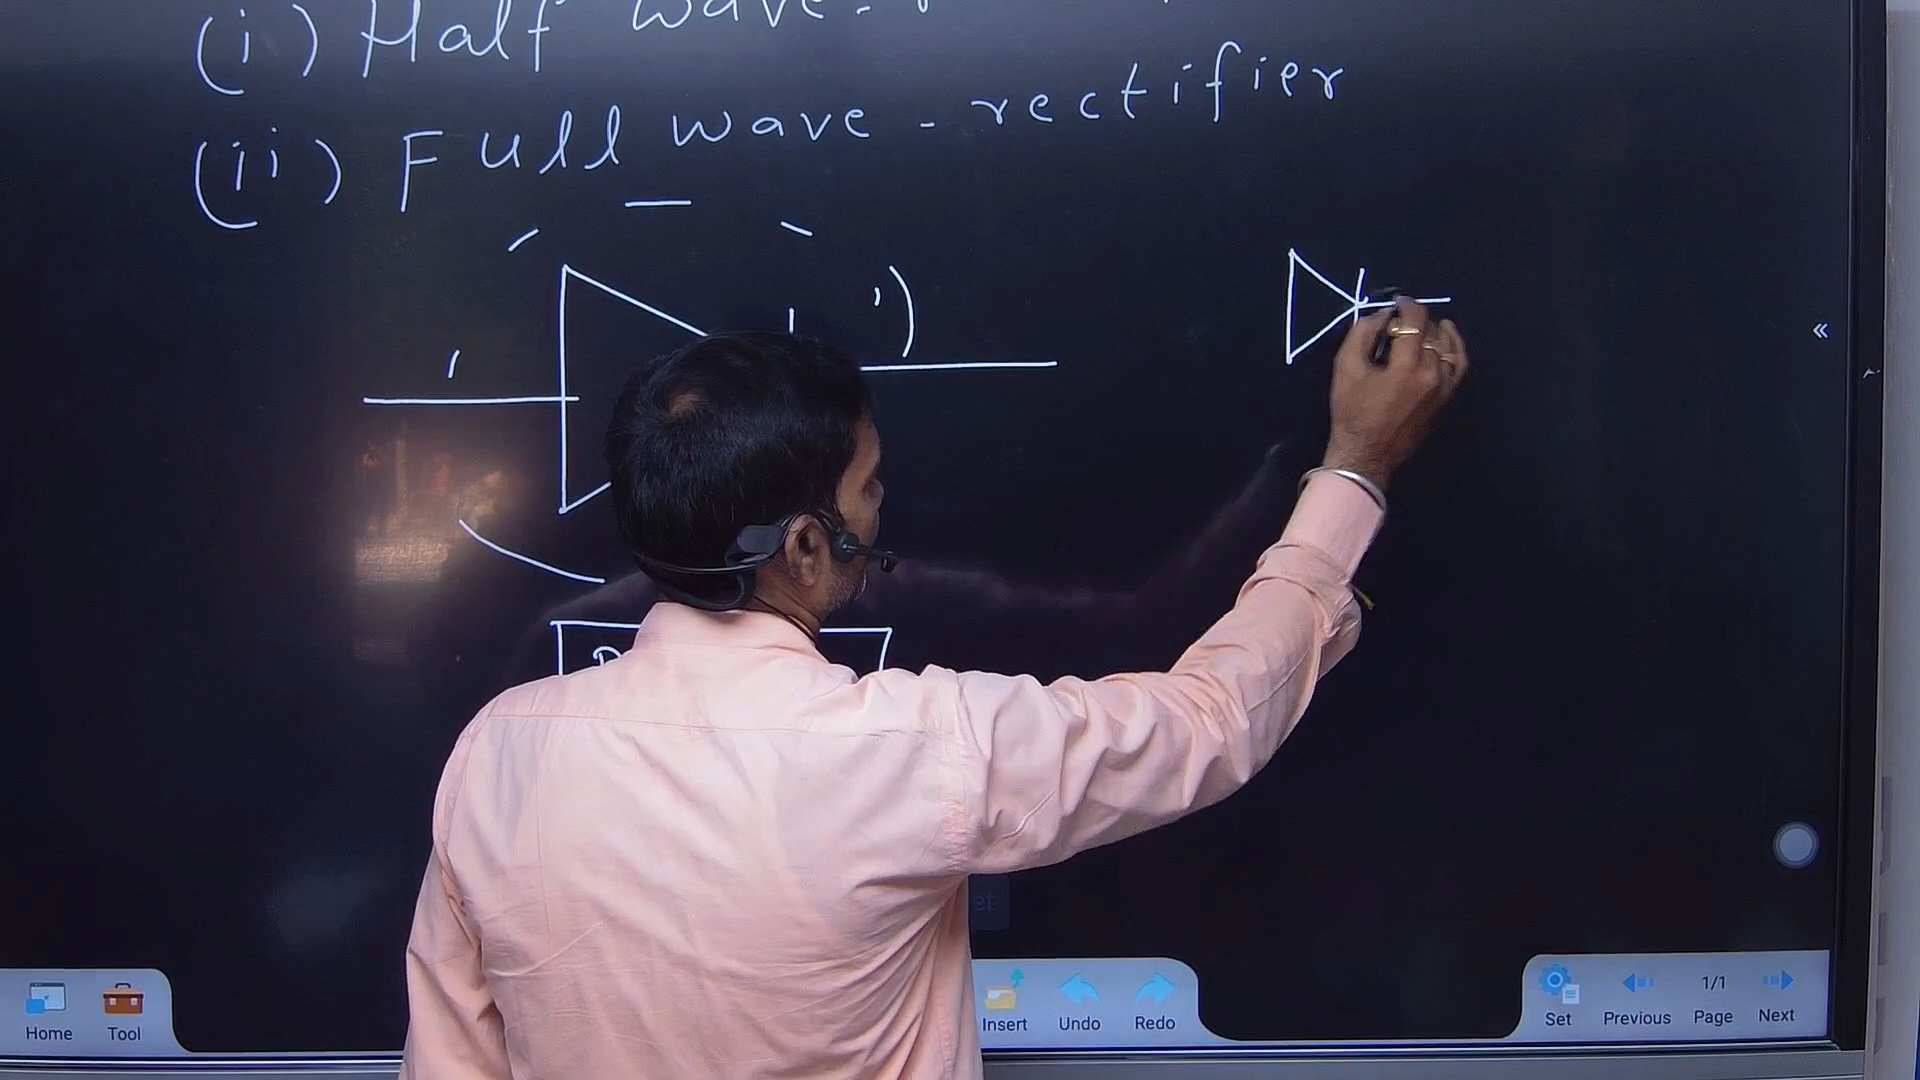 (i) Half wave -
(ii) Full wave - rectifier
«
Home Tool Insert Undo Redo Set Previous 1/1 Page Next